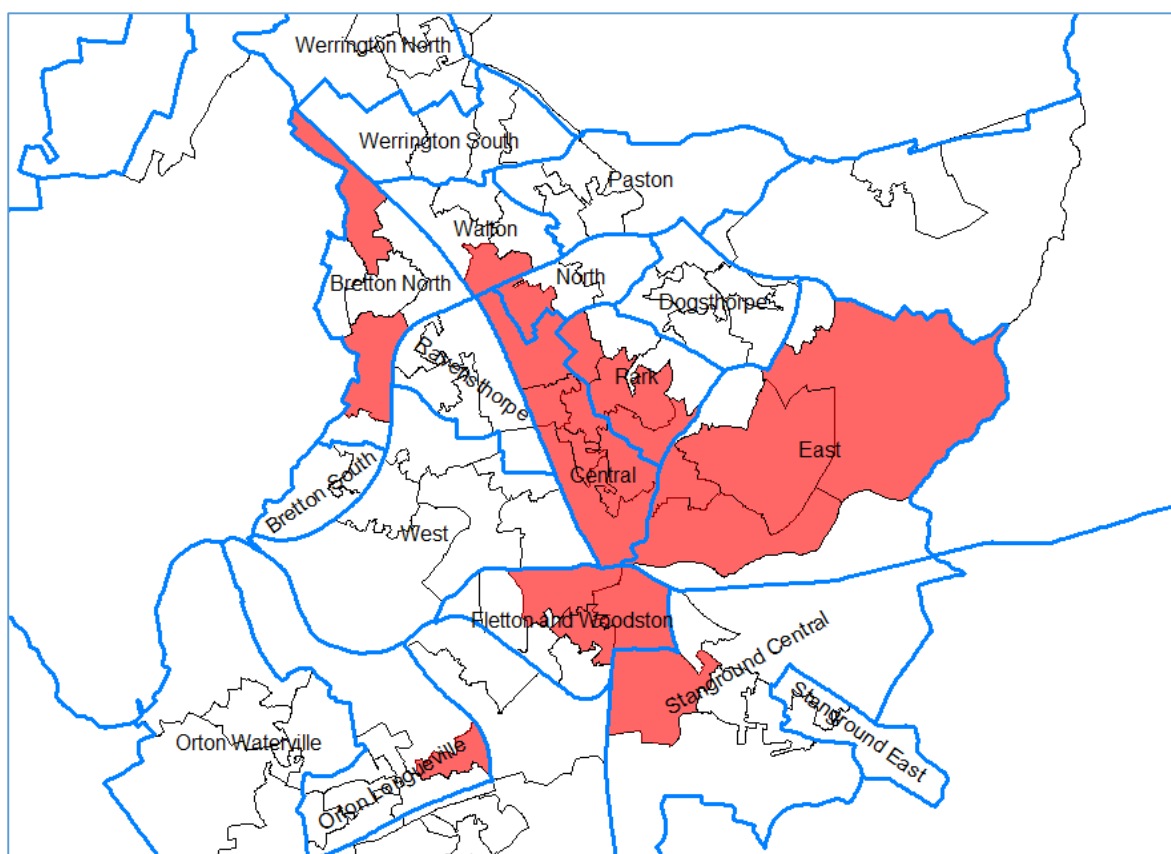 Werrington North
Werrington South
Paston
Walton
North
Bretton North
Dogsthorpe
Ravensthorpe
Park
East
Central
Bretton South
West
Fletton and Woodston
Stanground Central
Stanground East
Orton Waterville
Orton Longueville